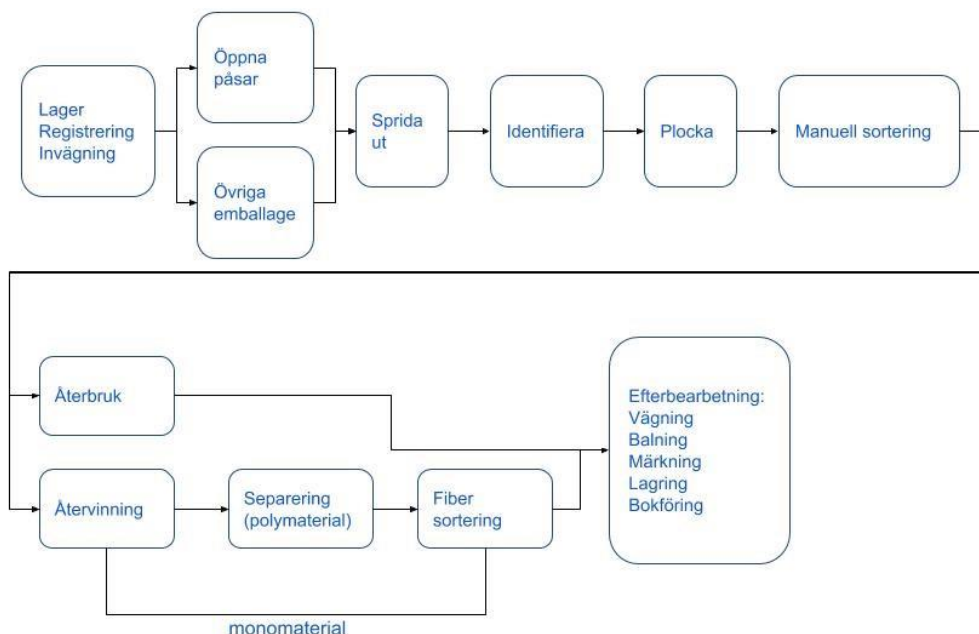 Lager
Registrering
Invägning
Öppna
påsar
Övriga
emballage
Sprida
ut
Identifiera
Plocka
Manuell sortering
Återbruk
Återvinning
Separering
(polymaterial)
Fiber
sortering
monomaterial
Efterbearbetning:
Vägning
Balning
Märkning
Lagring
Bokföring